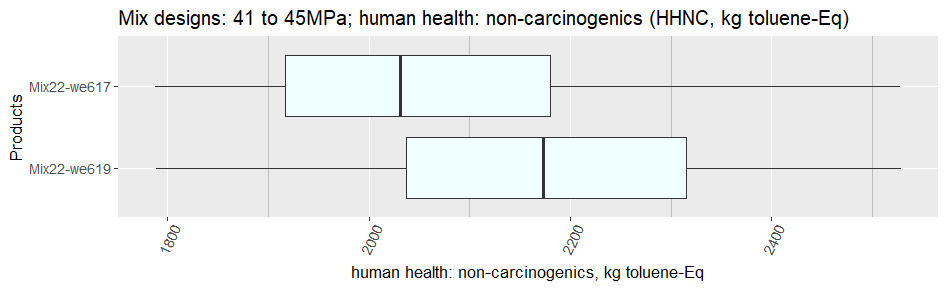 Mix designs: 41 to 45MPa; human health: non-carcinogenics (HHNC, kg toluene-Eq)
Products
Mix22-we617
Mix22-we619
1800 2000 2200 2400
human health: non-carcinogenics, kg toluene-Eq